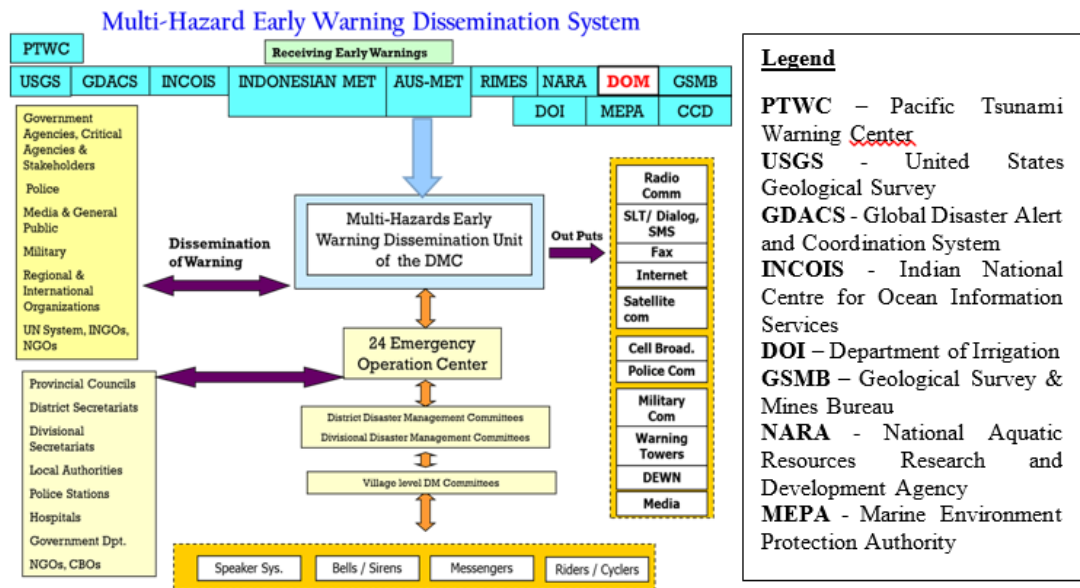 Multi-Hazard Early Warning Dissemination System
PTWC
Receiving Early Warnings
USGS
GDACS
INCOIS
INDONESIAN MET
AUS-MET
RIMES
NARA
DOM
GSMB
DOI
MEPA
CCD
Government
Agencies, Critical
Agencies &
Stakeholders
Police
Media & General
Public
Military
Regional &
International
Organizations
UN System, INGOs,
NGOs
Dissemination
of Warning
Multi-Hazards Early
Warning Dissemination Unit
of the DMC
Out Puts
Radio
Comm
SLT/ Dialog,
SMS
Fax
Internet
Satellite
com
Cell Broad.
Police Com
Military
Com
Warning
Towers
DEWN
Media
24 Emergency
Operation Center
Provincial Councils
District Secretariats
Divisional
Secretariats
Local Authorities
Police Stations
Hospitals
Government Dpt.
NGOs, CBOs
District Disaster Management Committees
Divisional Disaster Management Committees
Village level DM Committees
Speaker Sys.
Bells / Sirens
Messengers
Riders / Cyclers
Legend
PTWC – Pacific Tsunami
Warning Center
USGS - United States
Geological Survey
GDACS - Global Disaster Alert
and Coordination System
INCOIS - Indian National
Centre for Ocean Information
Services
DOI – Department of Irrigation
GSMB – Geological Survey &
Mines Bureau
NARA - National Aquatic
Resources Research and
Development Agency
MEPA - Marine Environment
Protection Authority